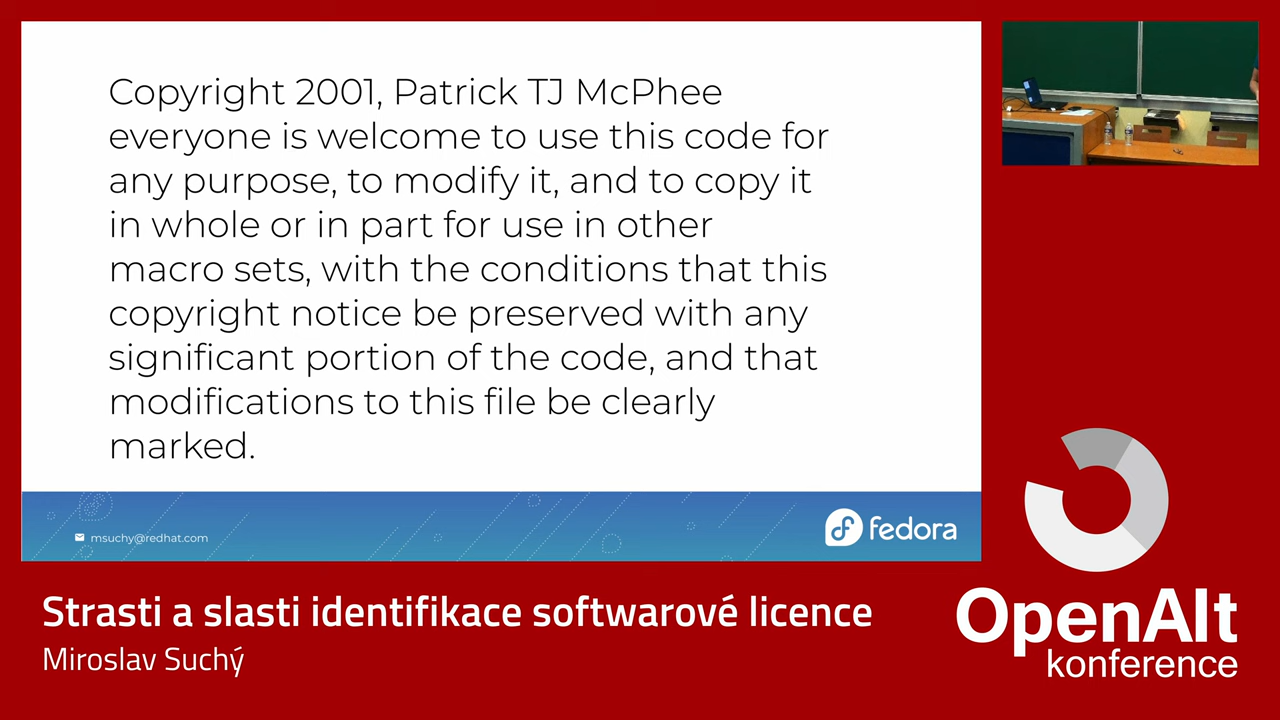 Copyright 2001, Patrick TJ McPhee
everyone is welcome to use this code for
any purpose, to modify it, and to copy it
in whole or in part for use in other
macro sets, with the conditions that this
copyright notice be preserved with any
significant portion of the code, and that
modifications to this file be clearly
marked.
msuchy@redhat.com
fedora
Strasti a slasti identifikace softwarové licence
Miroslav Suchý
OpenAlt
konference